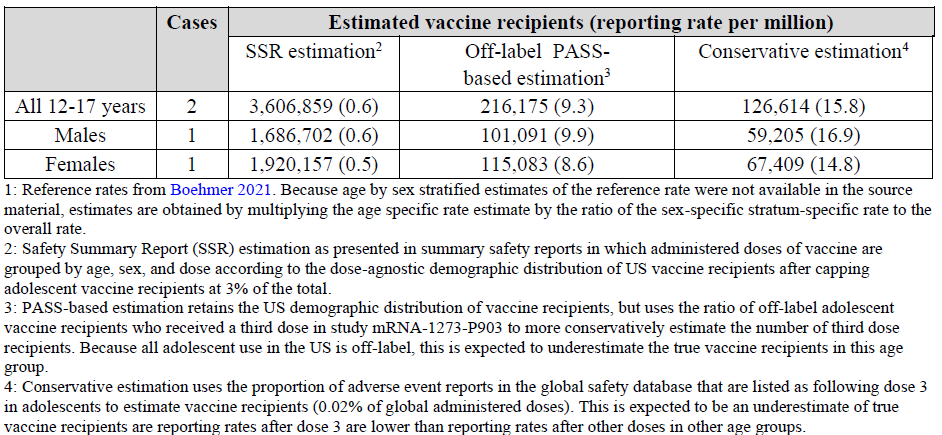 Cases Estimated vaccine recipients (reporting rate per million)
SSR estimation2 Off-label PASS- Conservative estimation4
based estimation3
All 12-17 years 2 3,606,859 (0.6) 216,175 (9.3) 126,614 (15.8)
Males 1 1,686,702 (0.6) 101,091 (9.9) 59,205 (16.9)
Females 1 1,920,157 (0.5) 115,083 (8.6) 67,409 (14.8)
1: Reference rates from Boehmer 2021. Because age by sex stratified estimates of the reference rate were not available in the source
material, estimates are obtained by multiplying the age specific rate estimate by the ratio of the sex-specific stratum-specific rate to the
overall rate.
2: Safety Summary Report (SSR) estimation as presented in summary safety reports in which administered doses of vaccine are
grouped by age, sex, and dose according to the dose-agnostic demographic distribution of US vaccine recipients after capping
adolescent vaccine recipients at 3% of the total.
3: PASS-based estimation retains the US demographic distribution of vaccine recipients, but uses the ratio of off-label adolescent
vaccine recipients who received a third dose in study mRNA-1273-P903 to more conservatively estimate the number of third dose
recipients. Because all adolescent use in the US is off-label, this is expected to underestimate the true vaccine recipients in this age
group.
4: Conservative estimation uses the proportion of adverse event reports in the global safety database that are listed as following dose 3
in adolescents to estimate vaccine recipients (0.02% of global administered doses). This is expected to be an underestimate of true
vaccine recipients are reporting rates after dose 3 are lower than reporting rates after other doses in other age groups.